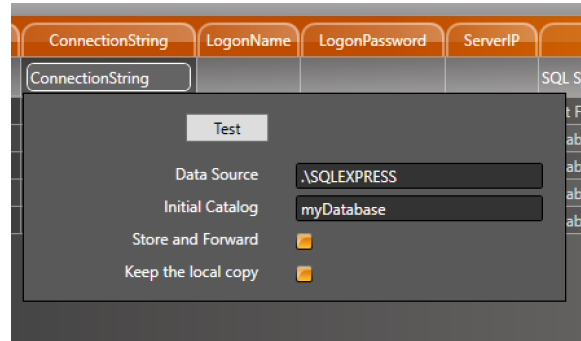 ConnectionString LogonName LogonPassword ServerIP
ConnectionString SQL S
Test
Data Source .\SQLEXPRESS
Initial Catalog myDatabase
Store and Forward
Keep the local copy